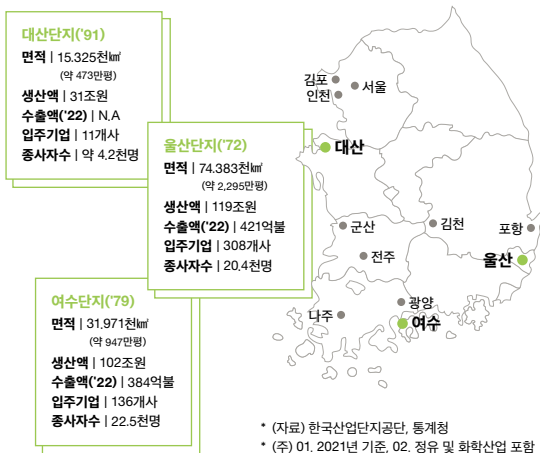 대산단지('91)
면적 | 15.325천㎢
(약 473만평)
생산액 | 31조원
수출액('22) | N.A
입주기업 | 11개사
종사자수 | 약 4.2천명
울산단지('72)
면적 | 74.383천㎢
(약 2,295만평)
생산액 | 119조원
수출액('22) | 421억불
입주기업 | 308개사
종사자수 | 20.4천명
여수단지('79)
면적 | 31.971천㎢
(약 947만평)
생산액 | 102조원
수출액('22) | 384억불
입주기업 | 136개사
종사자수 | 22.5천명
김포
인천
서울
대산
군산
김천
포항
전주
울산
광양
나주
여수
* (자료) 한국산업단지공단, 통계청
* (주) 01. 2021년 기준, 02. 정유 및 화학산업 포함